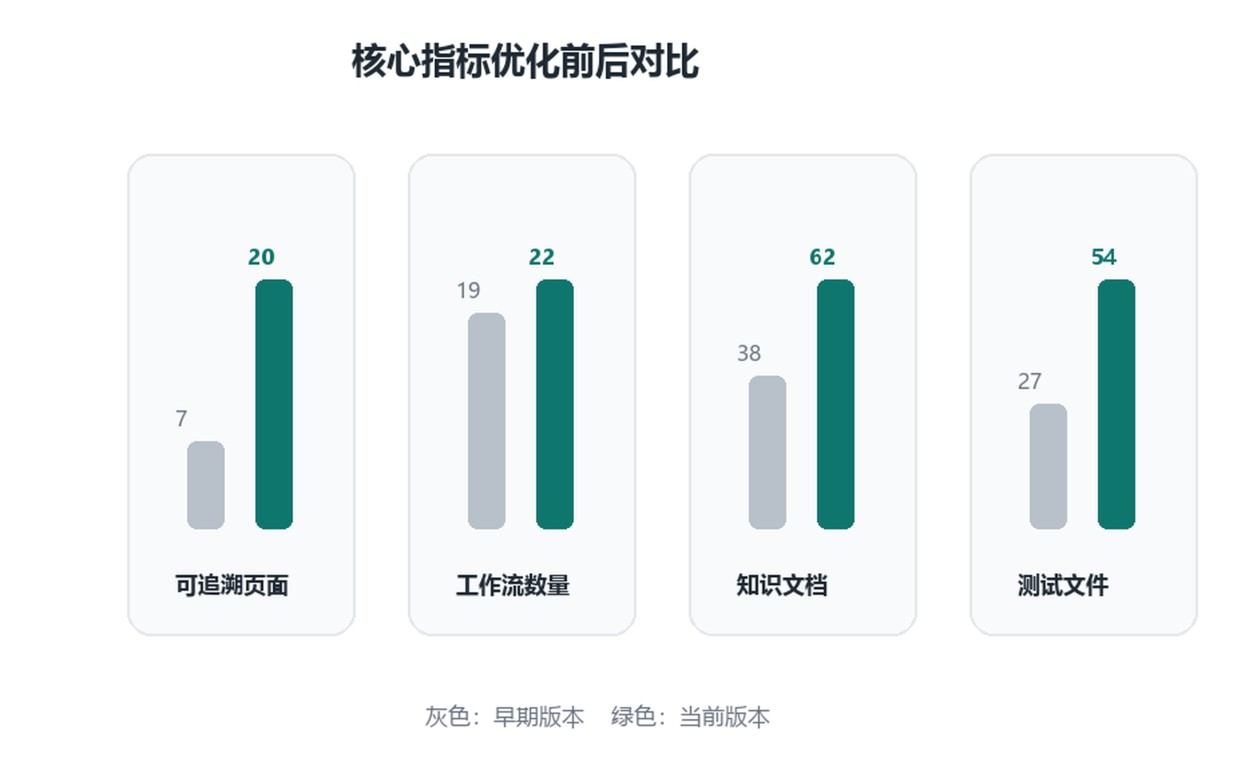 核心指标优化前后对比
20
7
可追溯页面
22
19
工作流数量
62
38
知识文档
54
27
测试文件
灰色：早期版本 绿色：当前版本